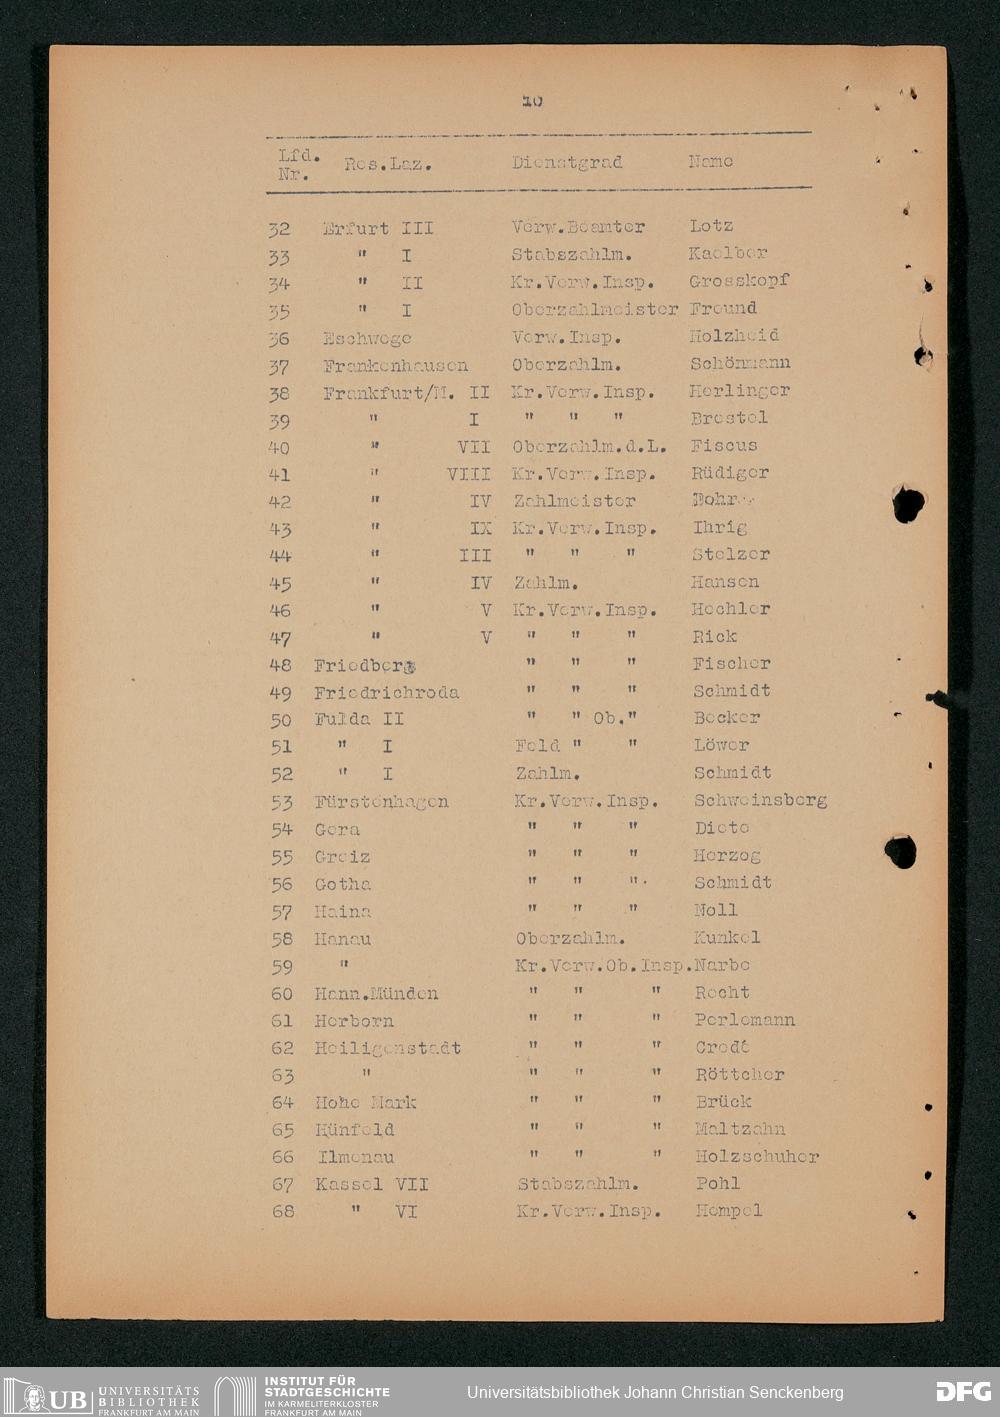 10
Lfd. Nr. Res.Laz. Dienstgrad Name
32 Erfurt III Verw.Beamter Lotz
33 " I Stabszahlm. Kaelber
34 " II Kr.Verw.Insp. Grosskopf
35 " I Oberzahlmeister Freund
36 Eschwege Verw.Insp. Holzheid
37 Frankenhausen Oberzahlm. Schönmann
38 Frankfurt/M. II Kr.Verw.Insp. Herlinger
39 " I " " " Brestel
40 " VII Oberzahlm.d.L. Fiscus
41 " VIII Kr.Verw.Insp. Rüdiger
42 " IV Zahlmeister
43 " IX Kr.Verw.Insp. Ihrig
44 " III " " " Stelzer
45 " IV Zahlm. Hansen
46 " V Kr.Verw.Insp. Hechler
47 " V " " " Rick
48 Friedberg " " " Fischer
49 Friedrichroda " " " Schmidt
50 Fulda II " " Ob." Becker
51 " I Feld " " Löwer
52 " I Zahlm. Schmidt
53 Fürstenhagen Kr.Verw.Insp. Schweinsberg
54 Gera " " " Diete
55 Greiz " " " Herzog
56 Gotha " " ". Schmidt
57 Haina " " " Noll
58 Hanau Oberzahlm. Kunkel
59 " Kr.Verw.Ob.Insp. Narbe
60 Hann.Münden " " " Recht
61 Herborn " " " Perlemann
62 Heiligenstadt " " " Credé
63 " " " " Röttcher
64 Hohe Mark " " " Brück
65 Hünfeld " " " Maltzahn
66 Ilmenau " " " Holzschuher
67 Kassel VII Stabszahlm. Pohl
68 " VI Kr.Verw.Insp. Hempel
UB UNIVERSITÄTS BIBLIOTHEK FRANKFURT AM MAIN
INSTITUT FÜR STADTGESCHICHTE IM KARMELITERKLOSTER FRANKFURT AM MAIN
Universitätsbibliothek Johann Christian Senckenberg
DFG